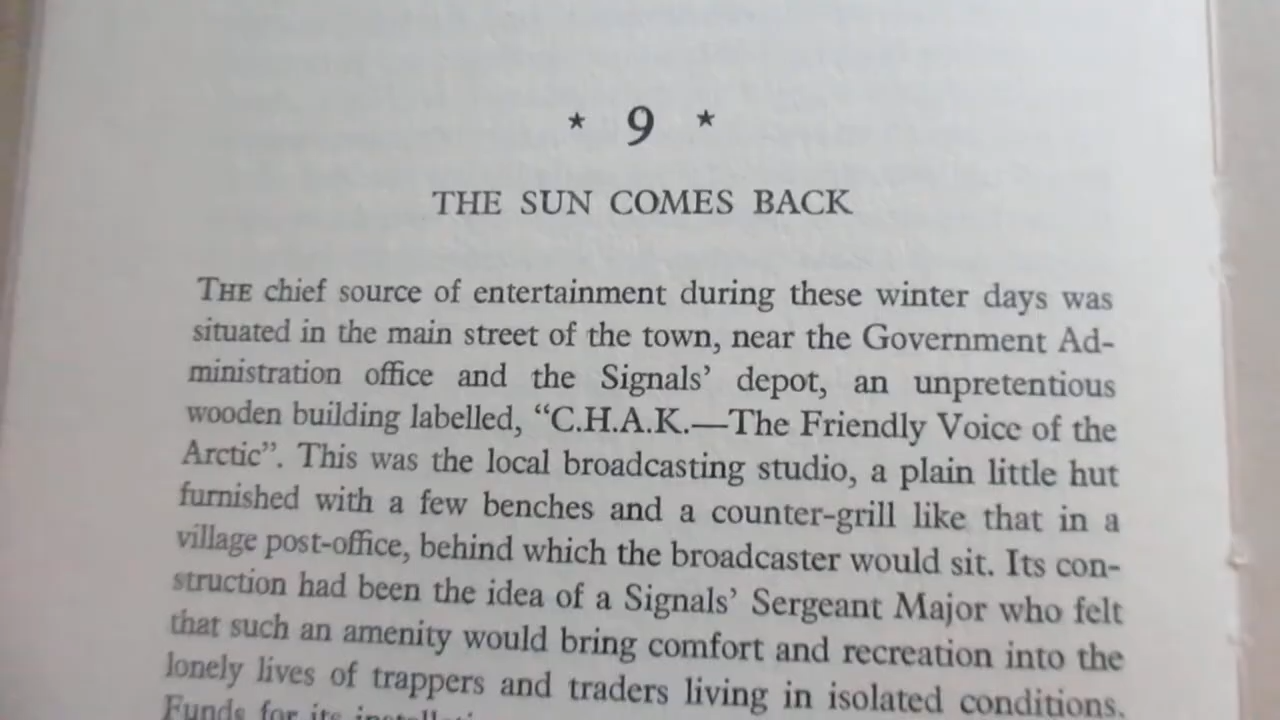 * 9 *
THE SUN COMES BACK
THE chief source of entertainment during these winter days was
situated in the main street of the town, near the Government Ad-
ministration office and the Signals’ depot, an unpretentious
wooden building labelled, “C.H.A.K.—The Friendly Voice of the
Arctic”. This was the local broadcasting studio, a plain little hut
furnished with a few benches and a counter-grill like that in a
village post-office, behind which the broadcaster would sit. Its con-
struction had been the idea of a Signals’ Sergeant Major who felt
that such an amenity would bring comfort and recreation into the
lonely lives of trappers and traders living in isolated conditions.
Funds for its